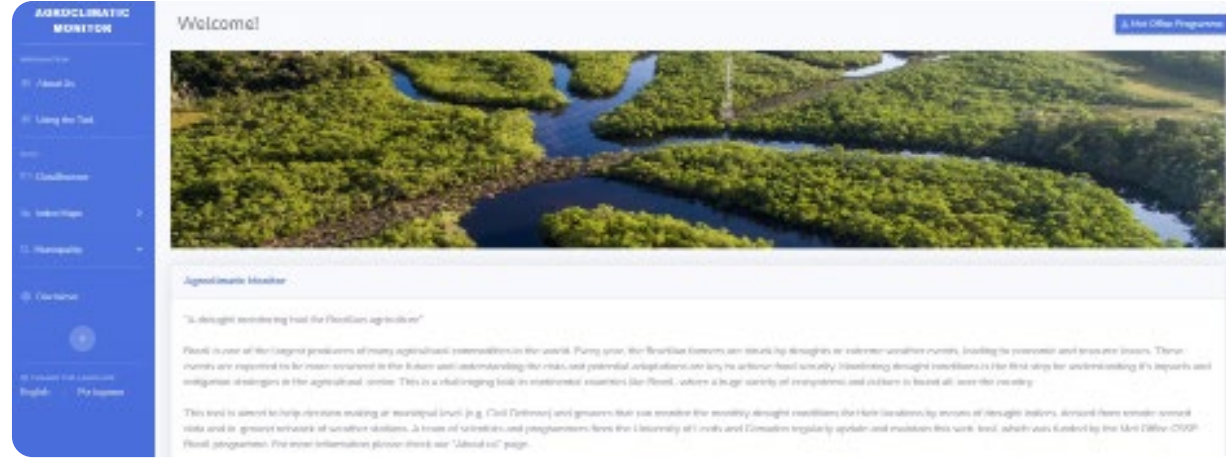 AGROCLIMATIC
MONITOR
INFORMATION
About Us
Using the Tool
Classification
Index Maps
Municipality
Disclaimer
English
Portuguese
Welcome!
Met Office Programme
Agroclimatic Monitor
"A drought monitoring tool for Brazilian agriculture"
Brazil is one of the largest producers of many agricultural commodities in the world. Every year, the Brazilian farmers are struck by droughts or extreme weather events, leading to economic and resource losses. These
events are expected to be more recurrent in the future and understanding the risks and potential adaptations are key to achieve food security. Monitoring drought conditions is the first step for understanding it's impacts and
mitigation strategies in the agricultural sector. This is a challenging task in continental countries like Brazil, where a huge variety of ecosystems and culture is found all over the country.
This tool is aimed to help decision making at municipal level (e.g. Civil Defence) and growers that can monitor the monthly drought conditions for their locations by means of drought indices, derived from remote sensed
data and in-ground network of weather stations. A team of scientists and programmers from the University of Leeds and Cemaden regularly update and maintain this web-tool, which was funded by the Met Office CSSP
Brazil programme. For more information please check our "About us" page.